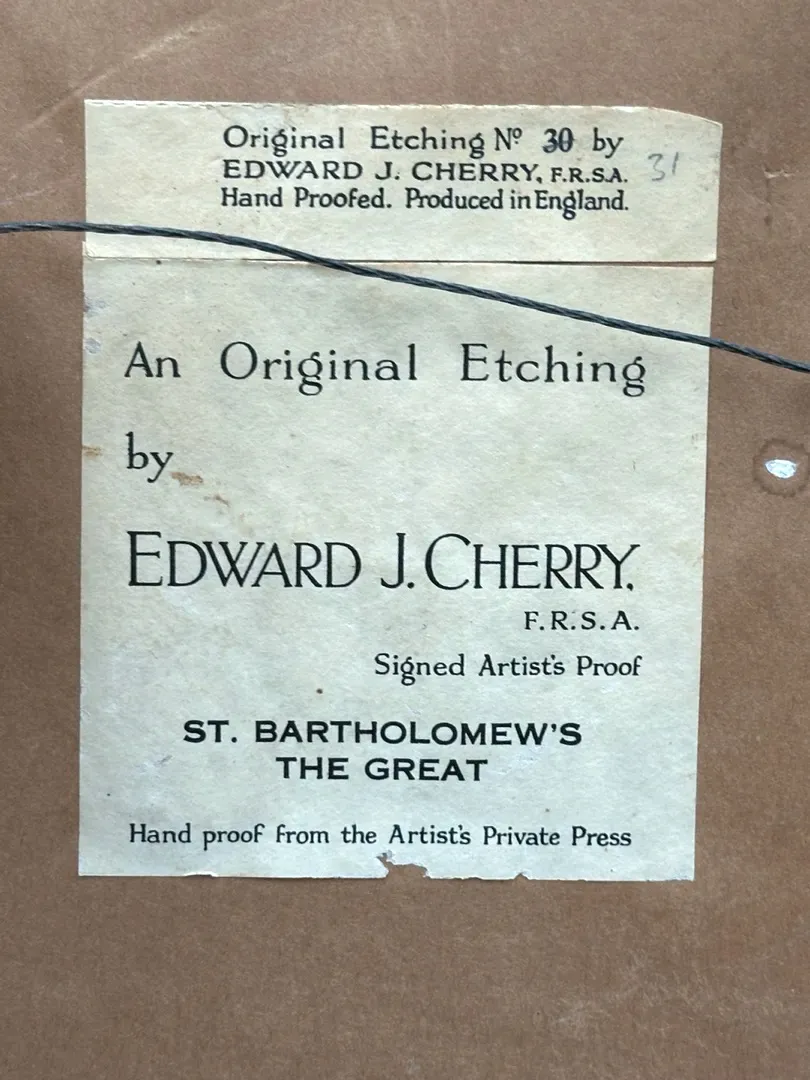 Original Etching Nº 30 by
EDWARD J. CHERRY, F.R.S.A. 31
Hand Proofed. Produced in England.
An Original Etching
by
EDWARD J. CHERRY,
F.R.S.A.
Signed Artist's Proof
ST. BARTHOLOMEW'S
THE GREAT
Hand proof from the Artist's Private Press